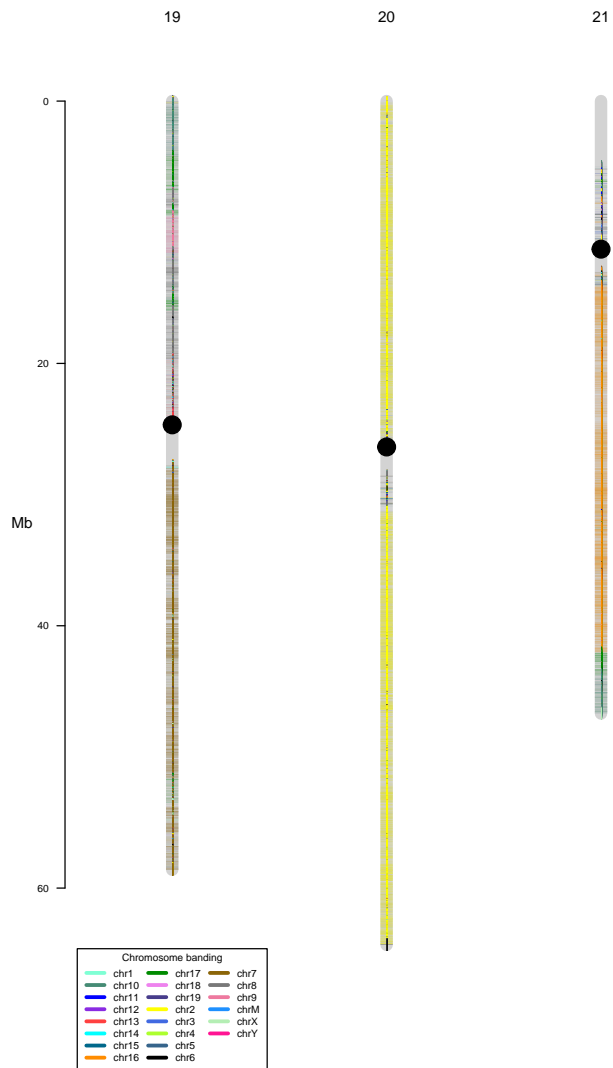 19 20 21
0
20
Mb
40
60
Chromosome banding
chr1 chr17 chr7
chr10 chr18 chr8
chr11 chr19 chr9
chr12 chr2 chrM
chr13 chr3 chrX
chr14 chr4 chrY
chr15 chr5
chr16 chr6